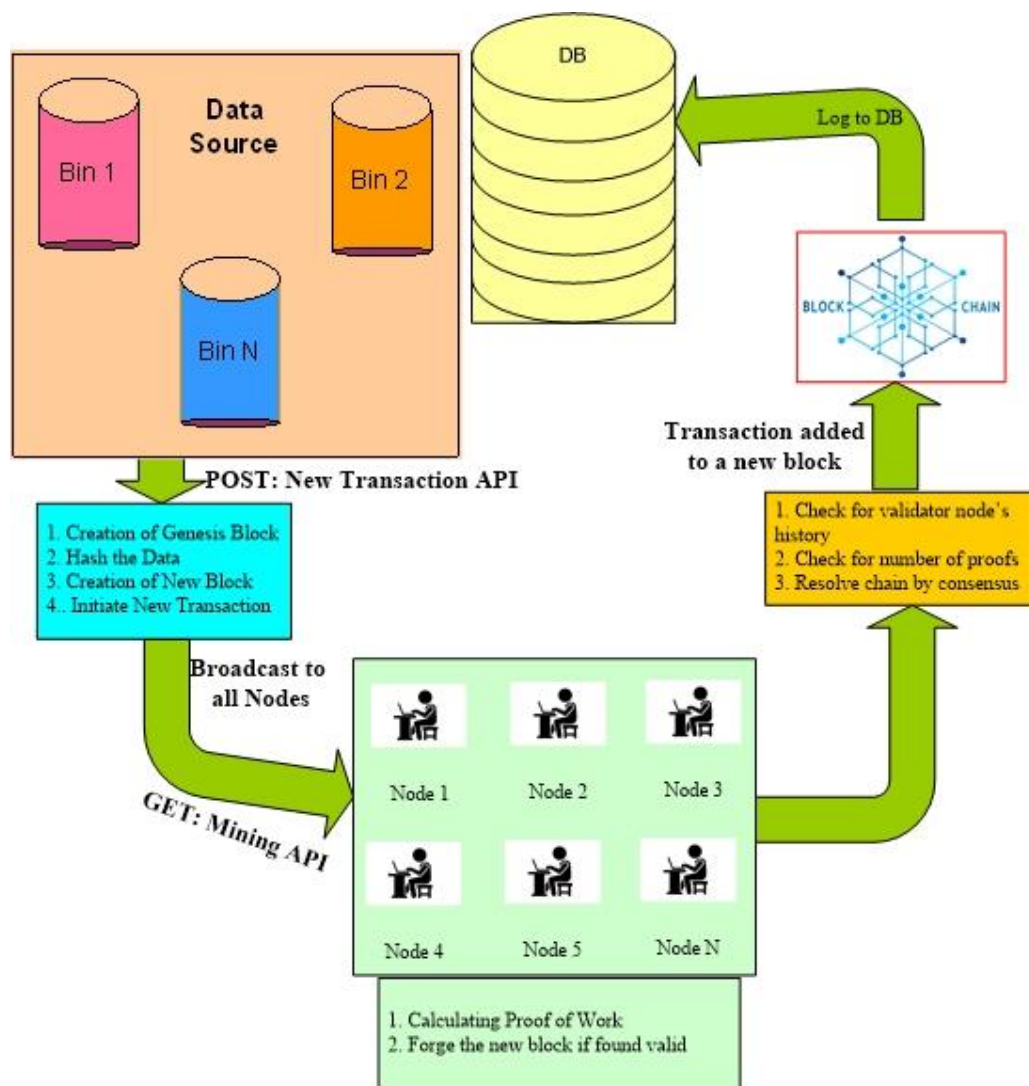 Data
Source
Bin 1
Bin 2
Bin N
DB
Log to DB
BLOCK
CHAIN
POST: New Transaction API
1. Creation of Genesis Block
2. Hash the Data
3. Creation of New Block
4.. Initiate New Transaction
Broadcast to
all Nodes
GET: Mining API
Node 1
Node 2
Node 3
Node 4
Node 5
Node N
1. Calculating Proof of Work
2. Forge the new block if found valid
1. Check for validator node's
history
2. Check for number of proofs
3. Resolve chain by consensus
Transaction added
to a new block